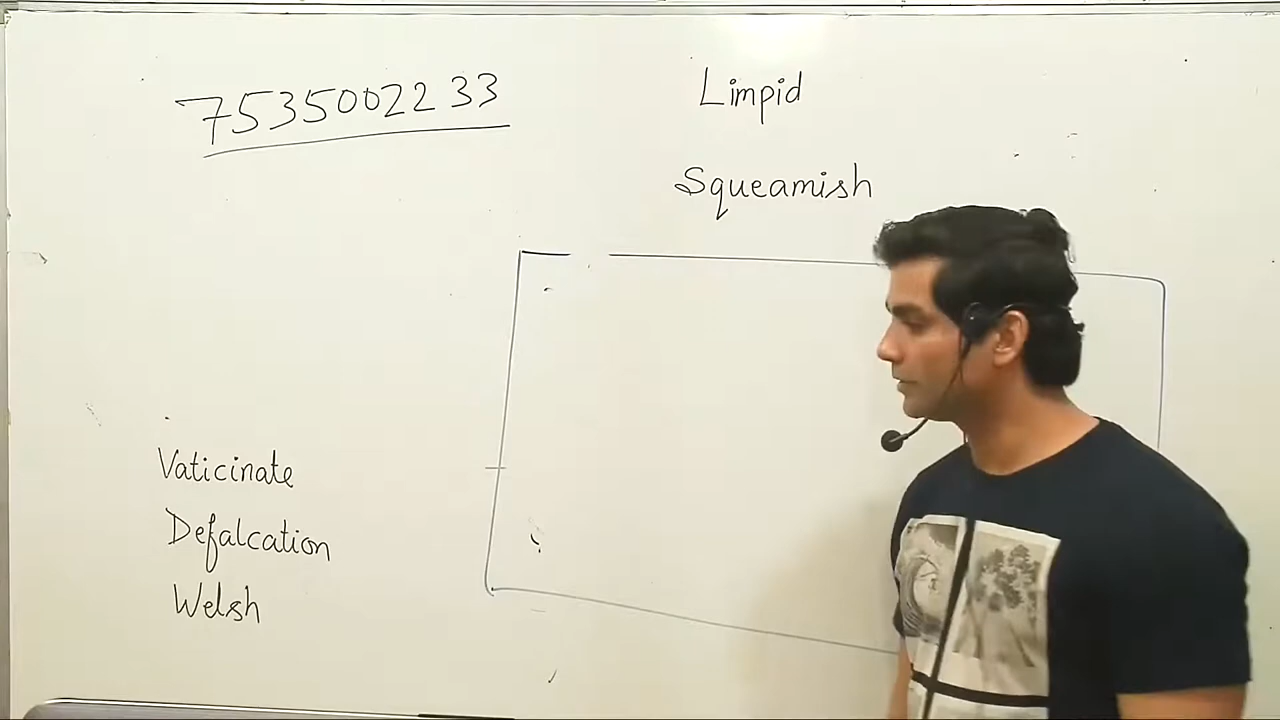 7535002233
Limpid
Squeamish
Vaticinate
Defalcation
Welsh